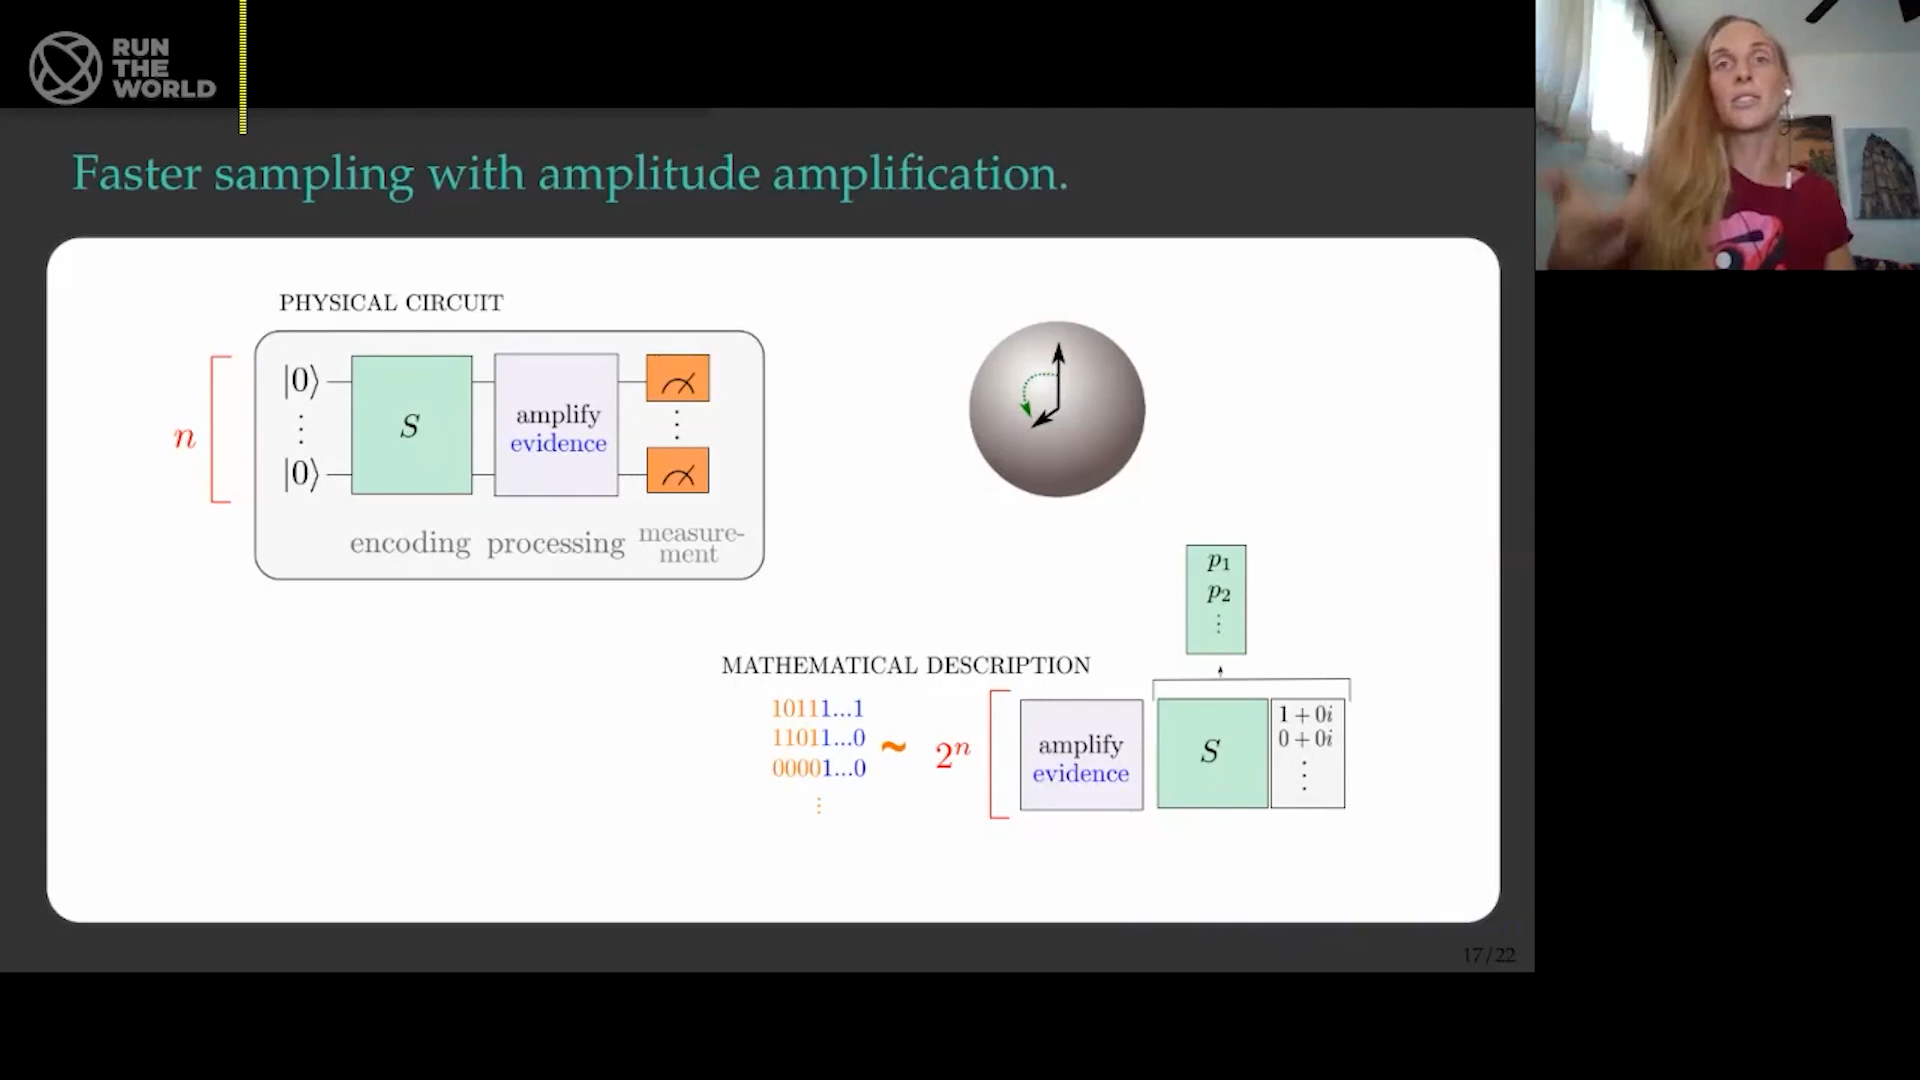 RUN
THE
WORLD
Faster sampling with amplitude amplification.
PHYSICAL CIRCUIT
n
|0⟩
⋮
|0⟩
S
amplify
evidence
⋮
encoding processing measure-
ment
p₁
p₂
⋮
MATHEMATICAL DESCRIPTION
10111...1
11011...0
00001...0
⋮
~ 2ⁿ
amplify
evidence
S
1 + 0i
0 + 0i
⋮
17/22